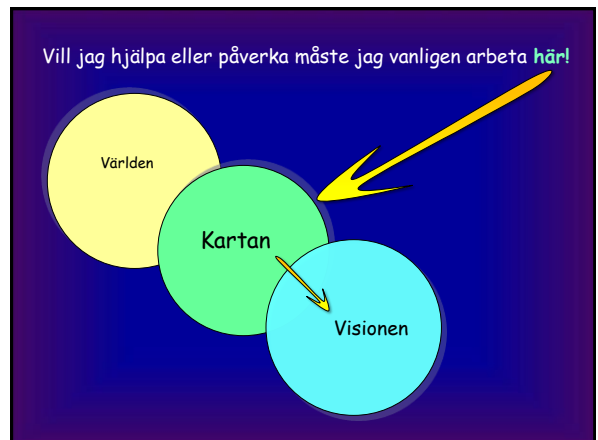 Vill jag hjälpa eller påverka måste jag vanligen arbeta här!
Världen
Kartan
Visionen